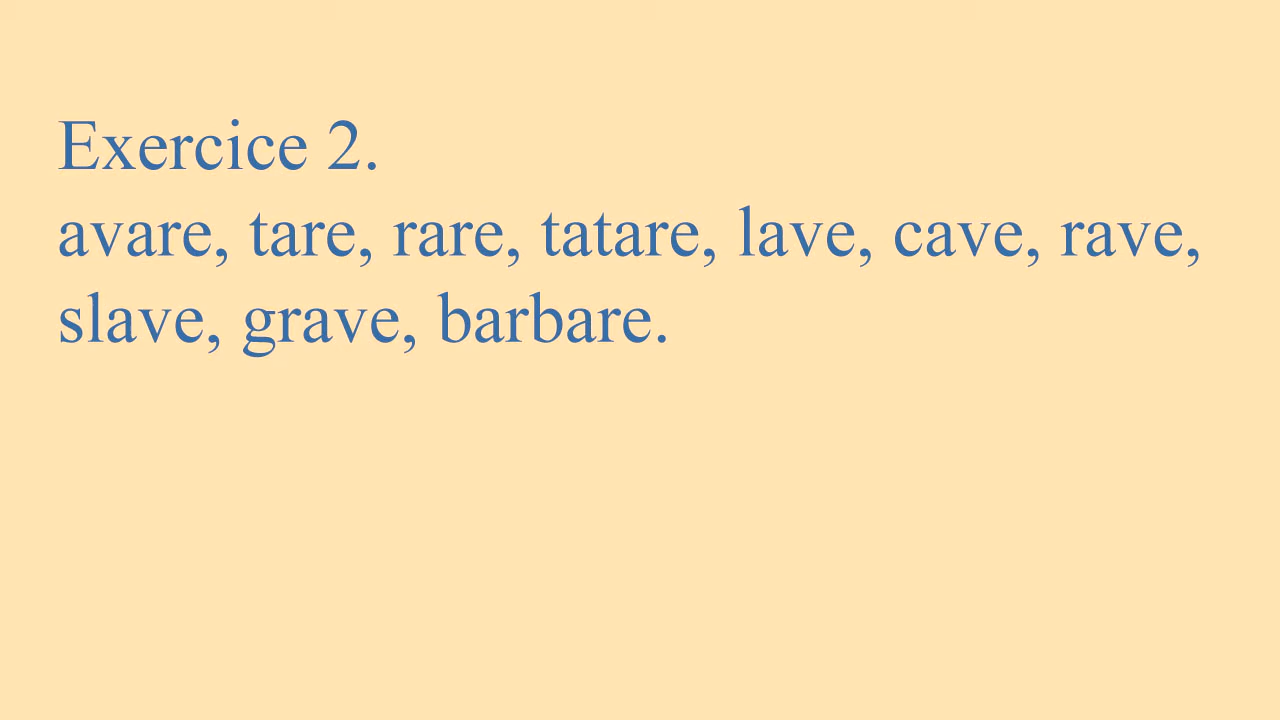 Exercice 2.
avare, tare, rare, tatare, lave, cave, rave,
slave, grave, barbare.